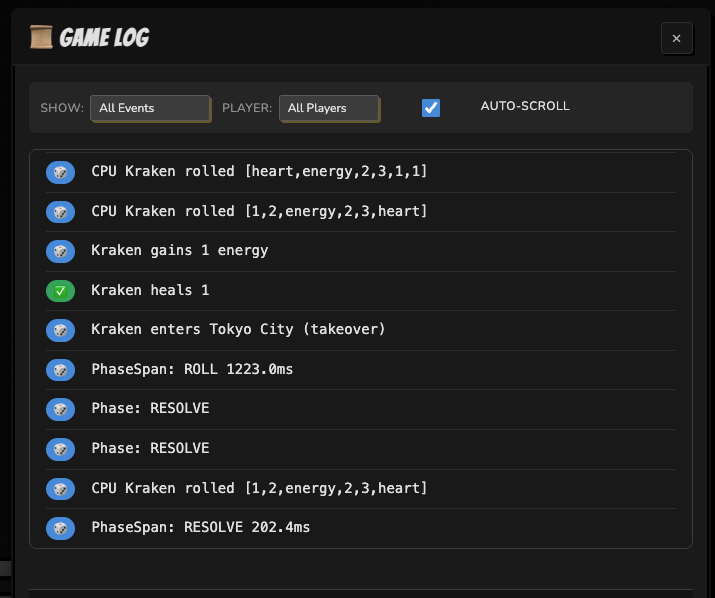 GAME LOG
×
SHOW: All Events PLAYER: All Players AUTO-SCROLL
CPU Kraken rolled [heart,energy,2,3,1,1]
CPU Kraken rolled [1,2,energy,2,3,heart]
Kraken gains 1 energy
Kraken heals 1
Kraken enters Tokyo City (takeover)
PhaseSpan: ROLL 1223.0ms
Phase: RESOLVE
Phase: RESOLVE
CPU Kraken rolled [1,2,energy,2,3,heart]
PhaseSpan: RESOLVE 202.4ms